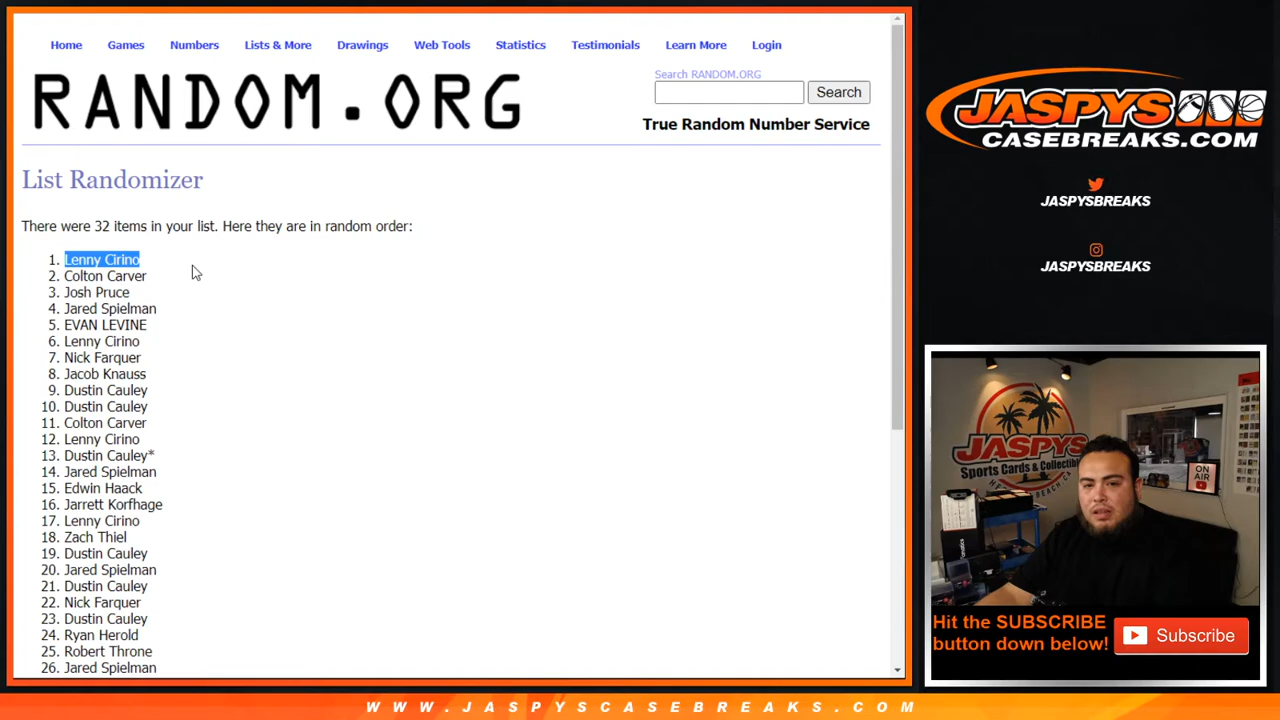 Home Games Numbers Lists & More Drawings Web Tools Statistics Testimonials Learn More Login
Search RANDOM.ORG
Search
RANDOM.ORG
True Random Number Service
List Randomizer
There were 32 items in your list. Here they are in random order:
1. Lenny Cirino
2. Colton Carver
3. Josh Pruce
4. Jared Spielman
5. EVAN LEVINE
6. Lenny Cirino
7. Nick Farquer
8. Jacob Knauss
9. Dustin Cauley
10. Dustin Cauley
11. Colton Carver
12. Lenny Cirino
13. Dustin Cauley*
14. Jared Spielman
15. Edwin Haack
16. Jarrett Korfhage
17. Lenny Cirino
18. Zach Thiel
19. Dustin Cauley
20. Jared Spielman
21. Dustin Cauley
22. Nick Farquer
23. Dustin Cauley
24. Ryan Herold
25. Robert Throne
26. Jared Spielman
JASPYS
CASEBREAKS.COM
JASPYSBREAKS
JASPYSBREAKS
JASPYS
Sports Cards & Collectibl
ON AIR
Fanatics
Hit the SUBSCRIBE
button down below!
Subscribe
WWW.JASPYSCASEBREAKS.COM